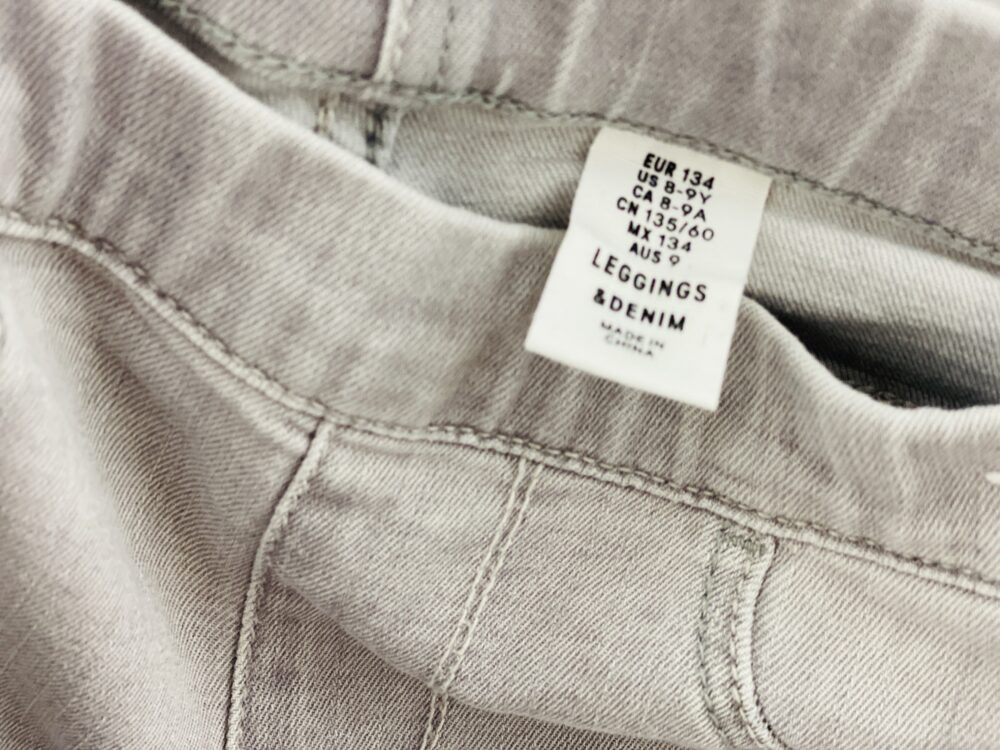 EUR 134
US 8-9Y
CA 8-9A
CN 135/60
MX 134
AUS 9
LEGGINGS
&DENIM
MADE IN
CHINA